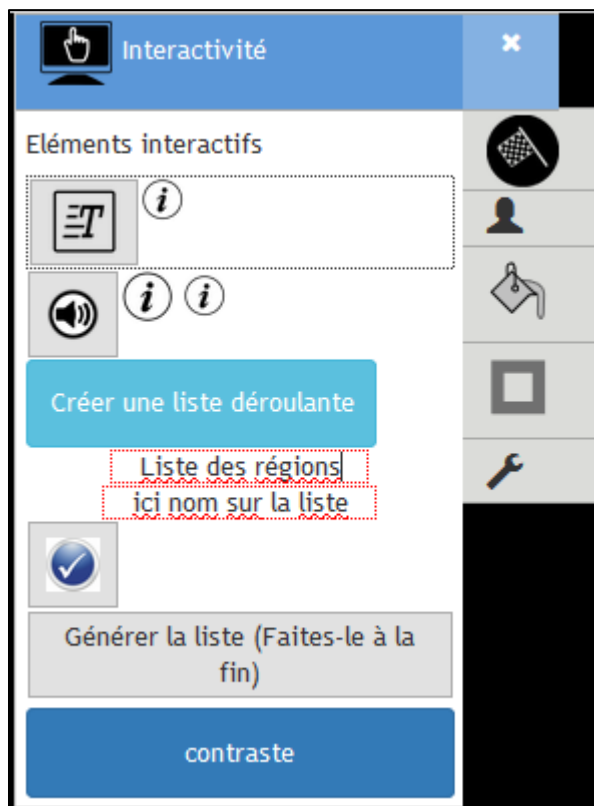 Interactivité
Eléments interactifs
T
i
i
i
Créer une liste déroulante
Liste des régions
ici nom sur la liste
Générer la liste (Faites-le à la
fin)
contraste